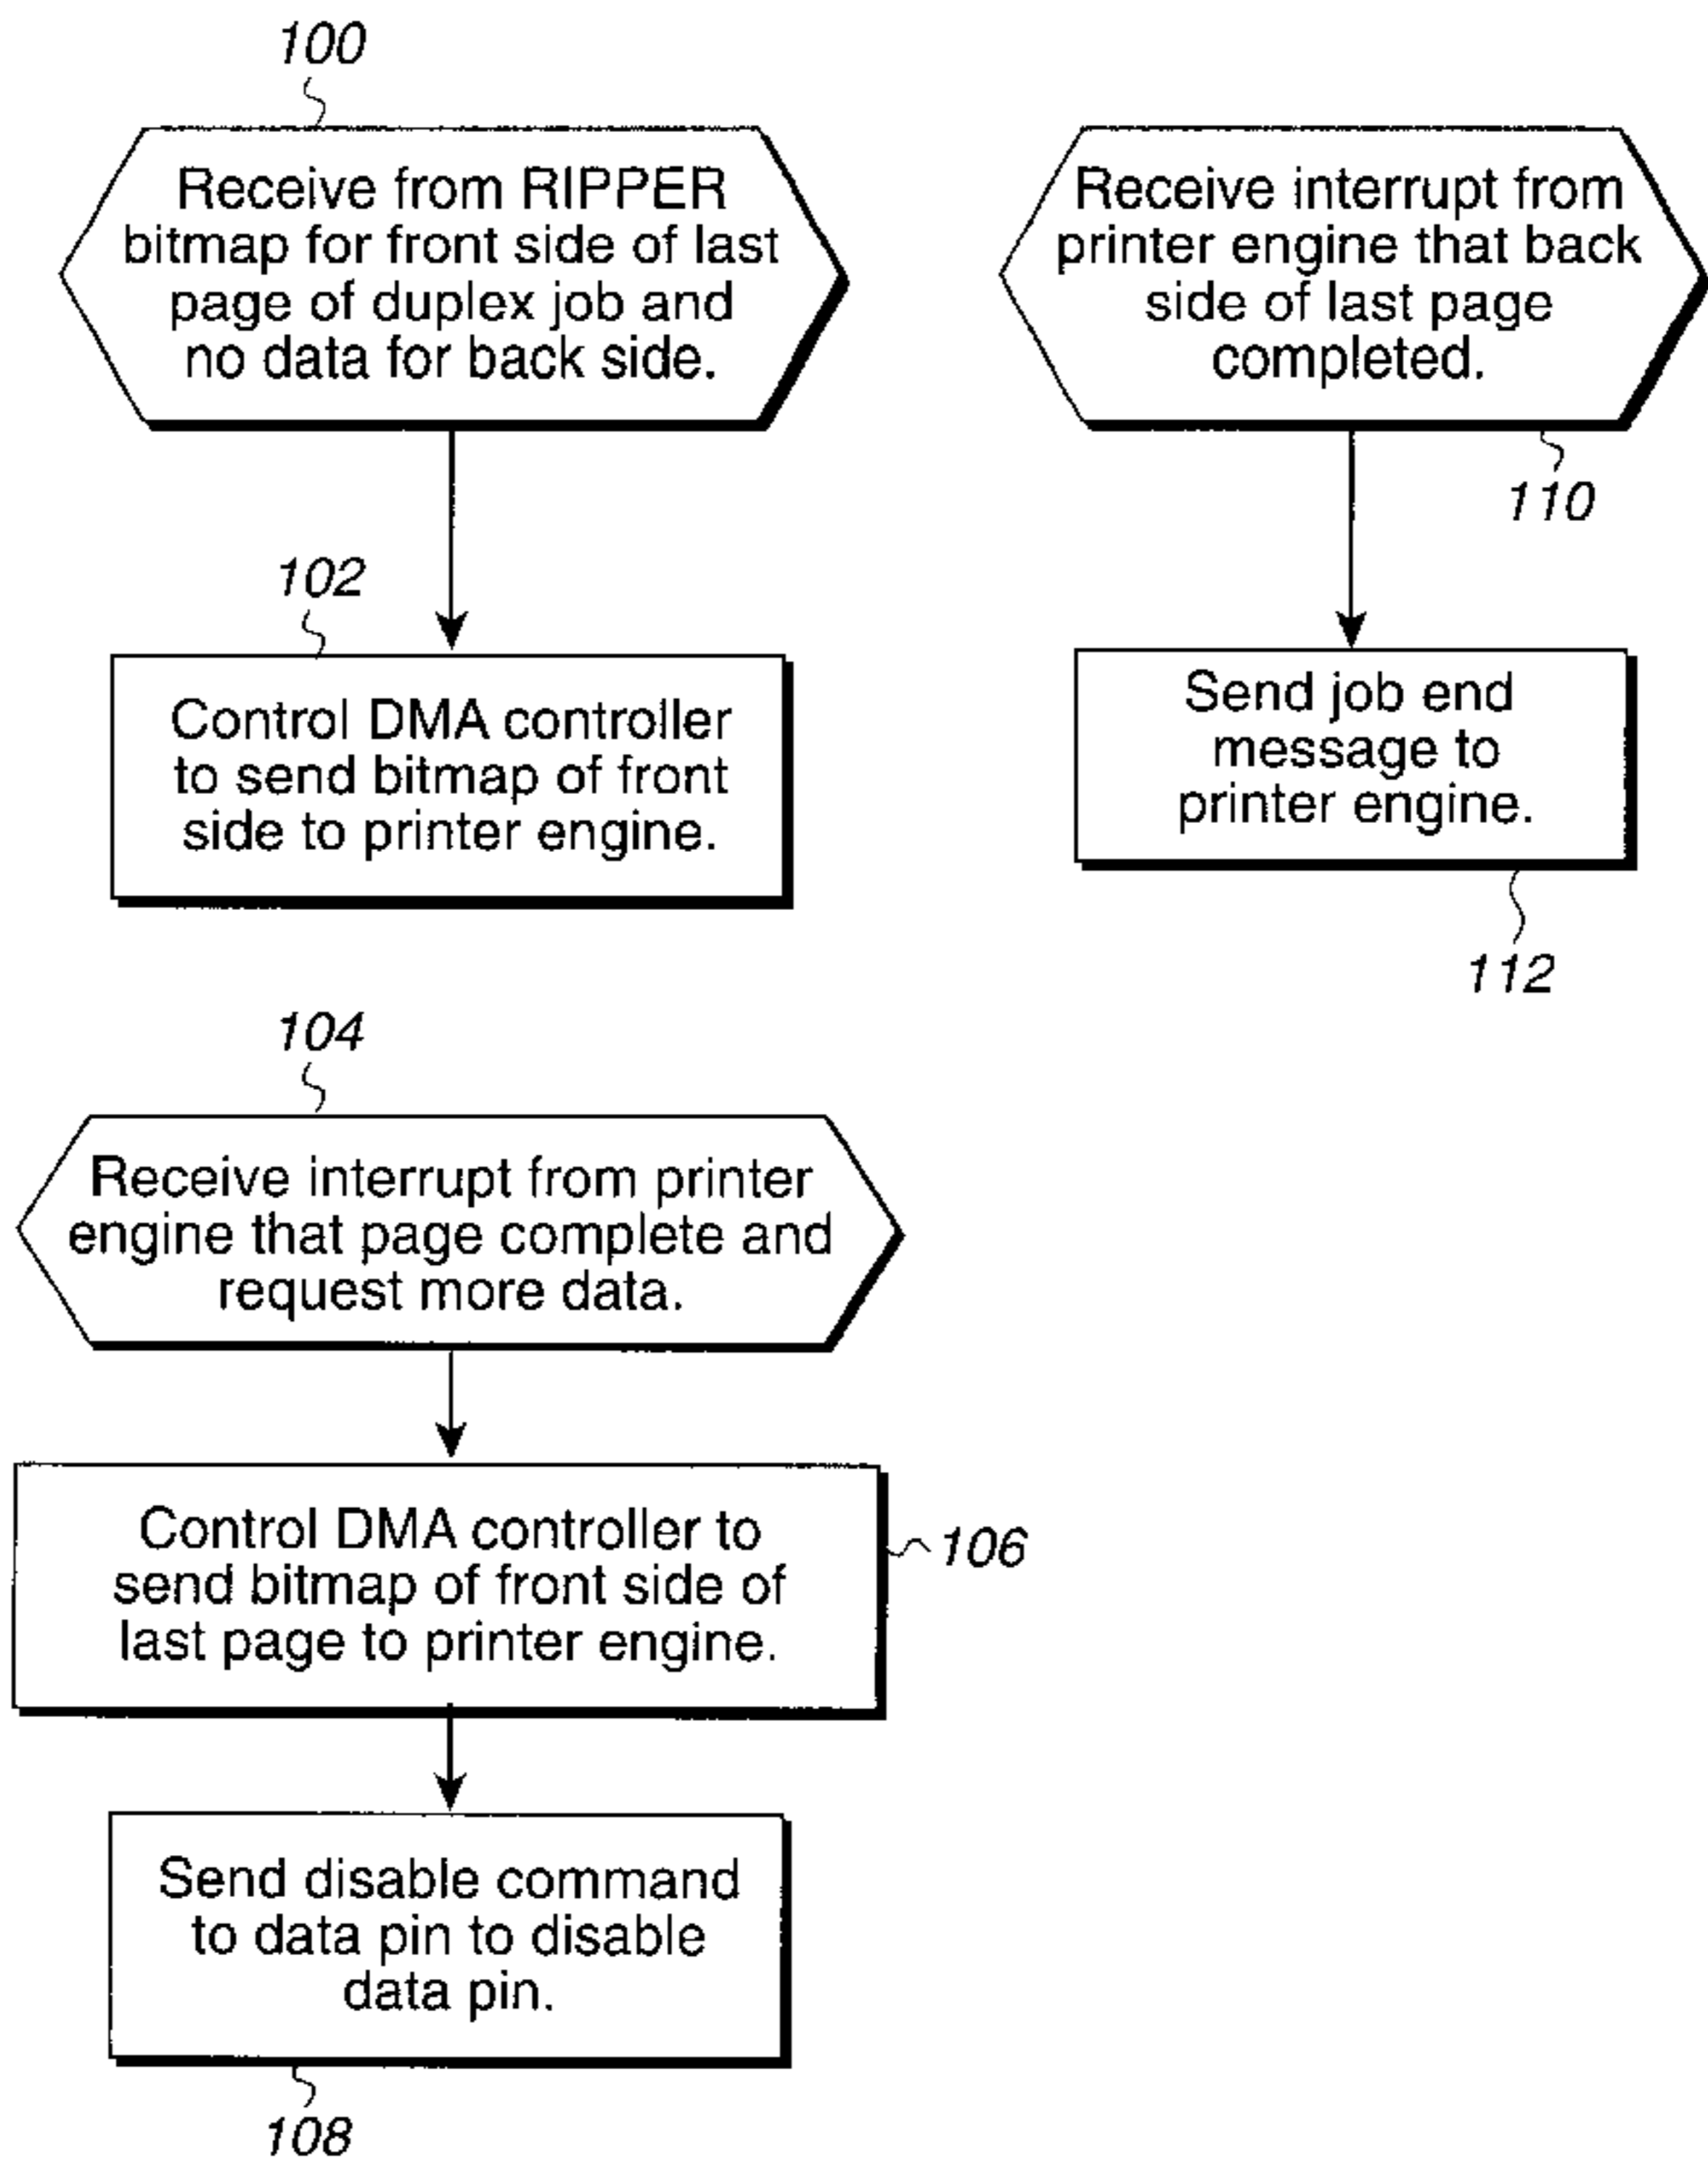 100
Receive from RIPPER
bitmap for front side of last
page of duplex job and
no data for back side.
102
Control DMA controller
to send bitmap of front
side to printer engine.
104
Receive interrupt from printer
engine that page complete and
request more data.
Control DMA controller to
send bitmap of front side of
last page to printer engine.
106
Send disable command
to data pin to disable
data pin.
108
Receive interrupt from
printer engine that back
side of last page
completed.
110
Send job end
message to
printer engine.
112